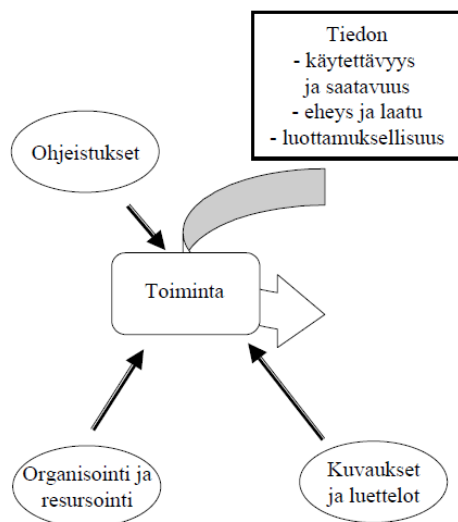 Tiedon
- käytettävyys
ja saatavuus
- eheys ja laatu
- luottamuksellisuus
Ohjeistukset
Toiminta
Organisointi ja
resursointi
Kuvaukset
ja luettelot